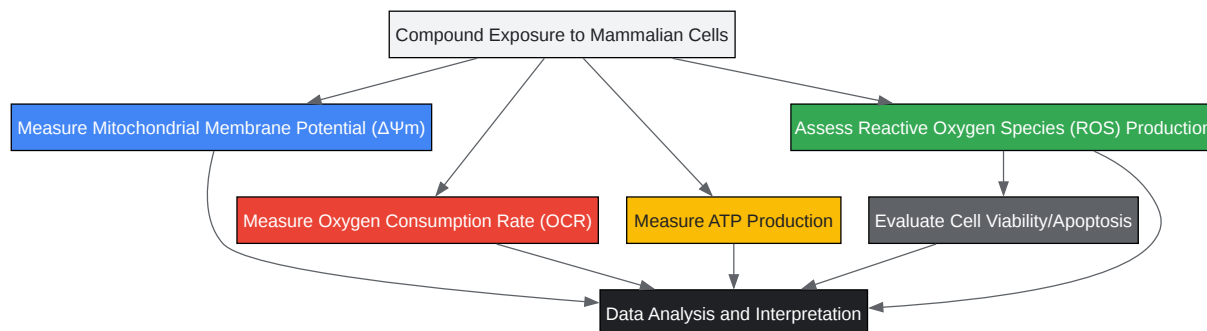 Compound Exposure to Mammalian Cells
Measure Mitochondrial Membrane Potential (ΔΨm)
Assess Reactive Oxygen Species (ROS) Production
Measure Oxygen Consumption Rate (OCR)
Measure ATP Production
Evaluate Cell Viability/Apoptosis
Data Analysis and Interpretation